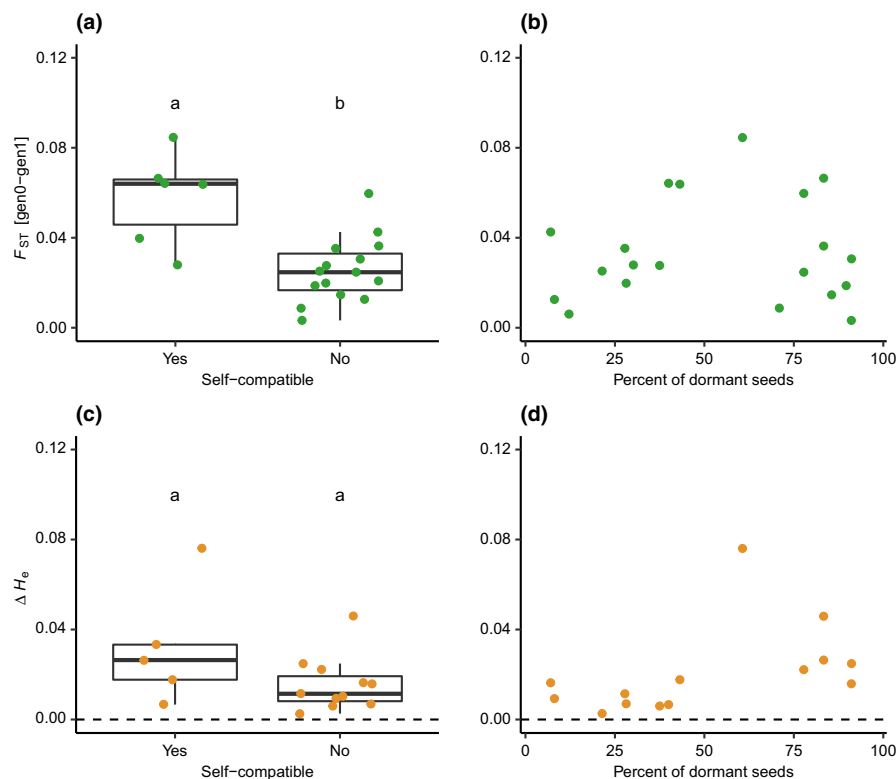 (a)
0.12
0.08
0.04
0.00
a
b
FST [gen0−gen1]
Yes
No
Self−compatible
(b)
0.12
0.08
0.04
0.00
0
25
50
75
100
Percent of dormant seeds
(c)
0.12
0.08
0.04
0.00
a
a
Δ He
Yes
No
Self−compatible
(d)
0.12
0.08
0.04
0.00
0
25
50
75
100
Percent of dormant seeds